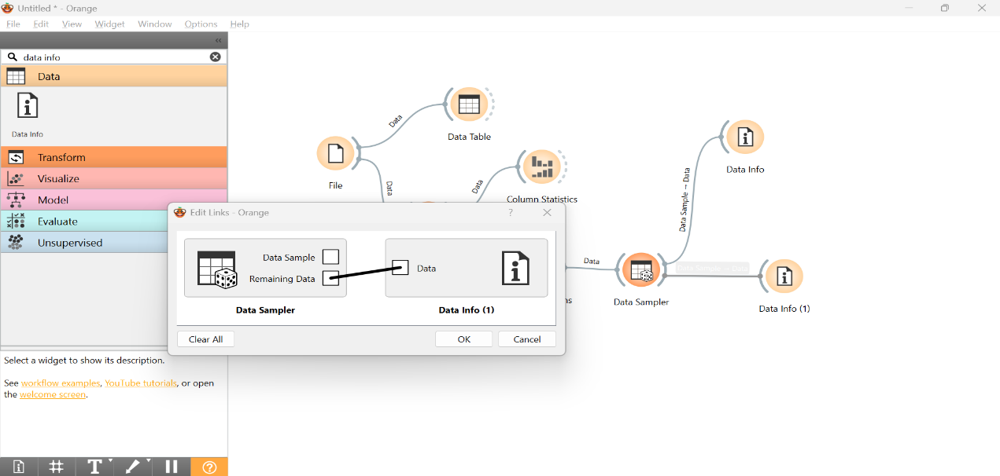 Untitled * - Orange
File Edit View Widget Window Options Help
data info
Data
Data Info
Transform
Visualize
Model
Evaluate
Unsupervised
Select a widget to show its description.
See workflow examples, YouTube tutorials, or open
the welcome screen.
Data
Data Table
File
Data
Data
Column Statistics
Data Sample → Data
Data Info
Data
ns
Data Sampler
Data Sample → Data
Data Info (1)
Edit Links - Orange
?
Data Sample
Remaining Data
Data
Data Sampler
Data Info (1)
Clear All
OK
Cancel